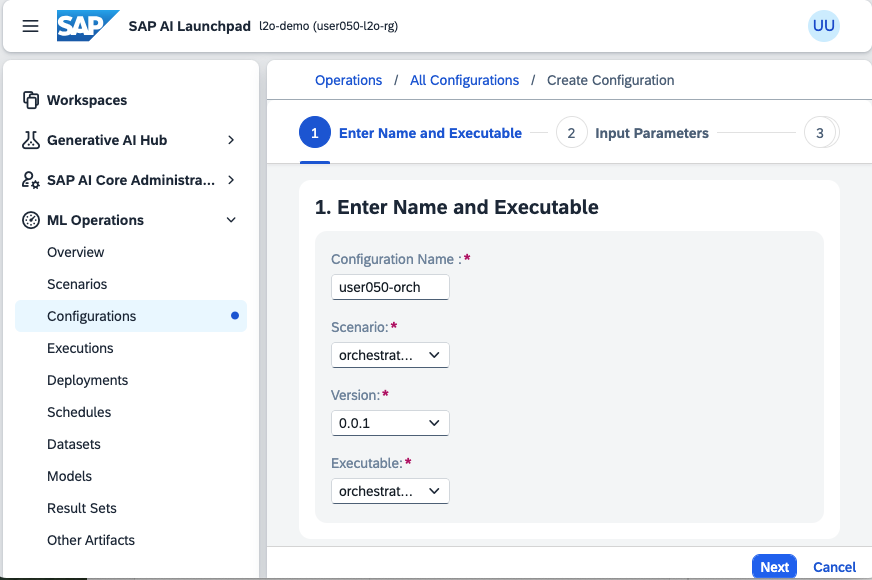 SAP SAP AI Launchpad l2o-demo (user050-l2o-rg) UU
Workspaces
Generative AI Hub
SAP AI Core Administra...
ML Operations
Overview
Scenarios
Configurations
Executions
Deployments
Schedules
Datasets
Models
Result Sets
Other Artifacts
Operations / All Configurations / Create Configuration
1 Enter Name and Executable 2 Input Parameters 3
1. Enter Name and Executable
Configuration Name :*
user050-orch
Scenario:*
orchestrat...
Version:*
0.0.1
Executable:*
orchestrat...
Next Cancel